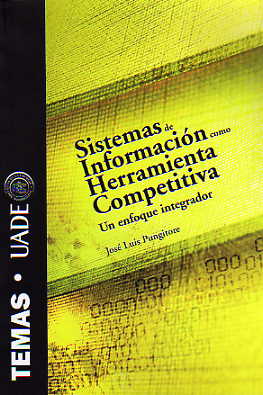 Sistemas de
Información como
Herramienta
Competitiva
Un enfoque integrador
José Luis Pungitore
TEMAS • UADE